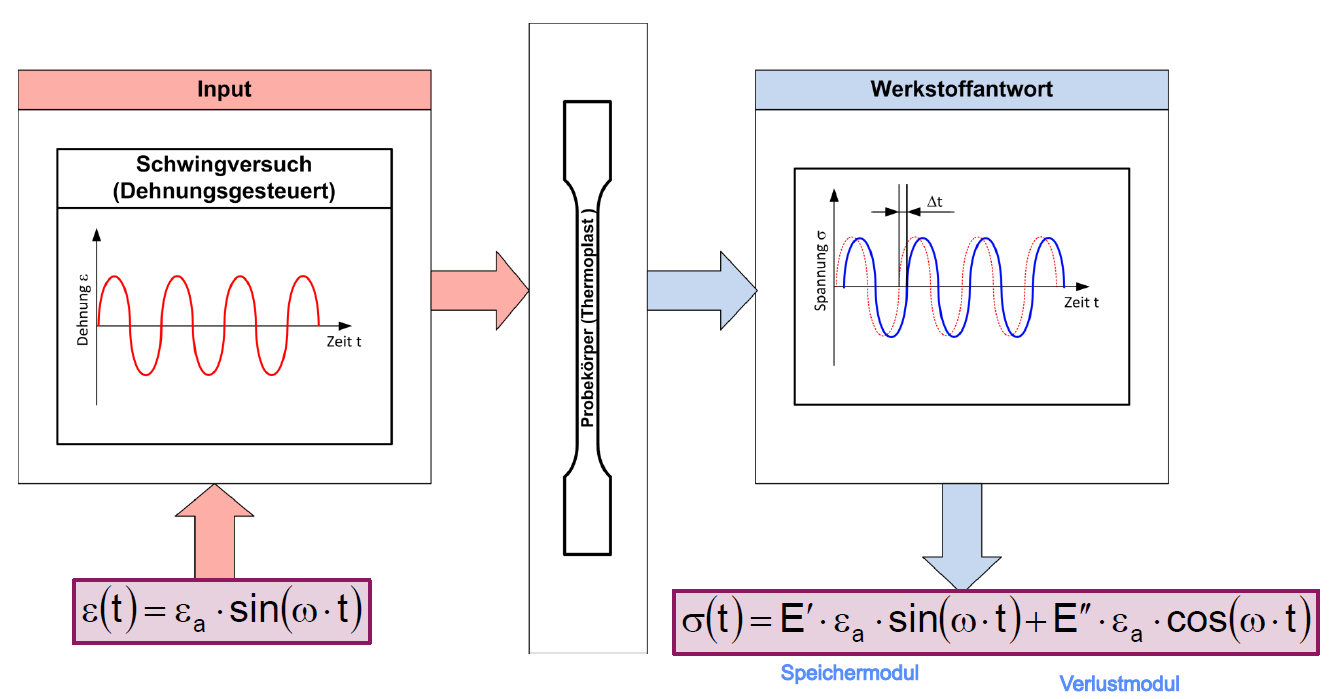 Input
Schwingversuch
(Dehnungsgesteuert)
Dehnung ε
Zeit t
ε(t) = εₐ · sin(ω · t)
Probekörper (Thermoplast )
Werkstoffantwort
Δt
Spannung σ
Zeit t
σ(t) = E′ · εₐ · sin(ω · t) + E″ · εₐ · cos(ω · t)
Speichermodul
Verlustmodul